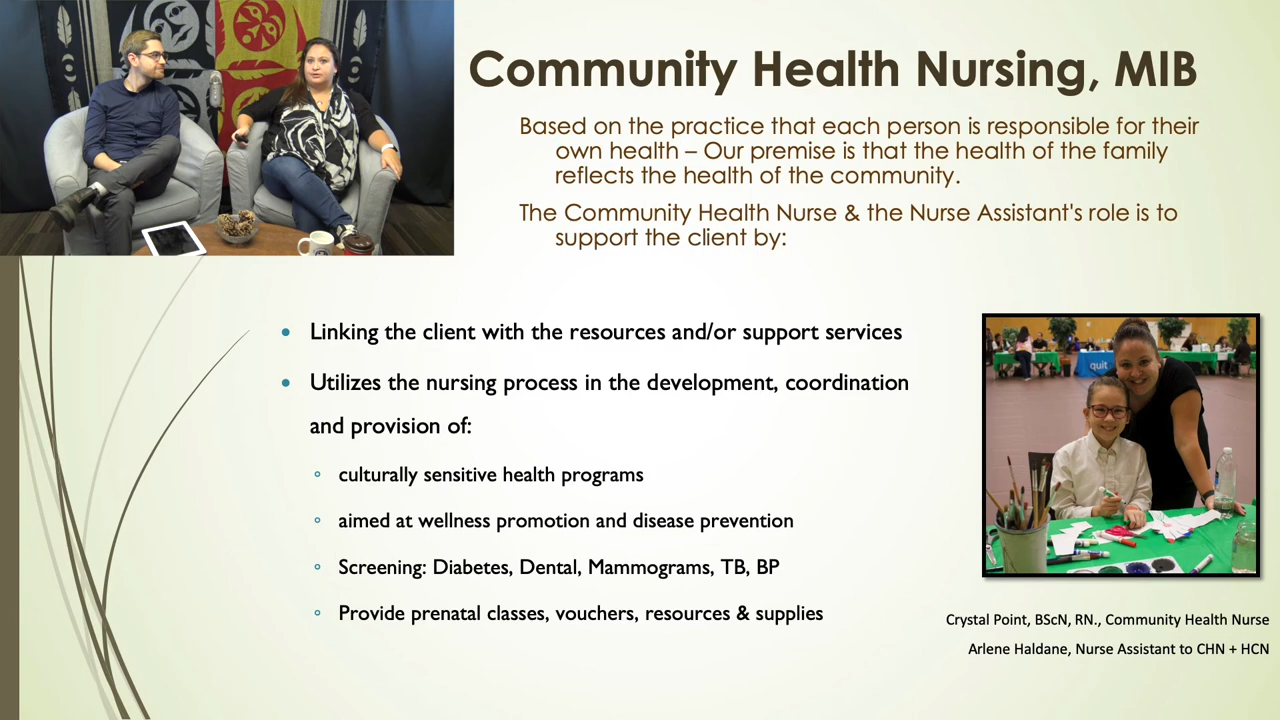 Community Health Nursing, MIB
Based on the practice that each person is responsible for their
own health – Our premise is that the health of the family
reflects the health of the community.
The Community Health Nurse & the Nurse Assistant's role is to
support the client by:
• Linking the client with the resources and/or support services
• Utilizes the nursing process in the development, coordination
and provision of:
◦ culturally sensitive health programs
◦ aimed at wellness promotion and disease prevention
◦ Screening: Diabetes, Dental, Mammograms, TB, BP
◦ Provide prenatal classes, vouchers, resources & supplies
quit
Crystal Point, BScN, RN., Community Health Nurse
Arlene Haldane, Nurse Assistant to CHN + HCN